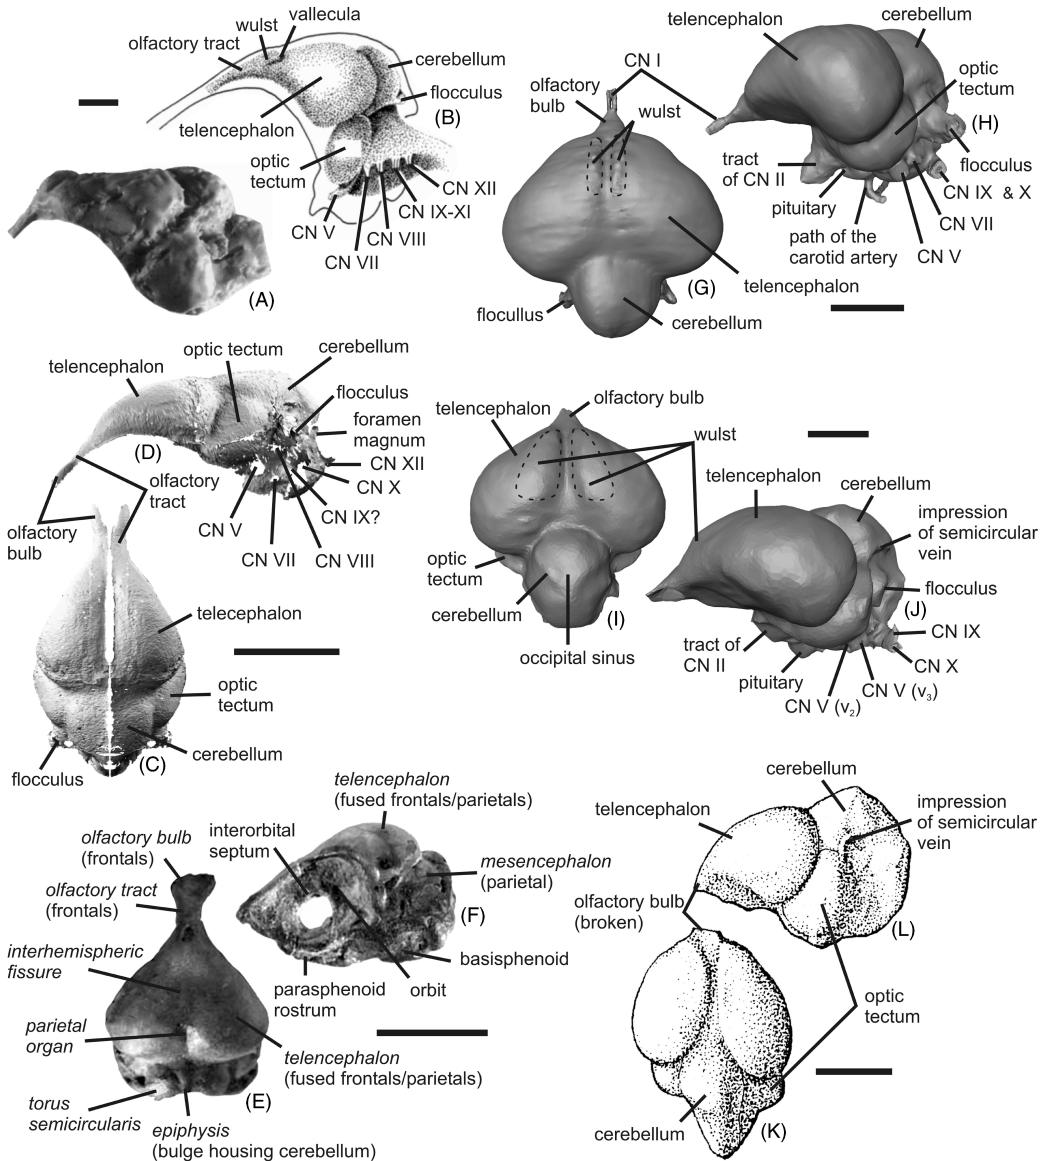 vallecula
wulst
olfactory tract
cerebellum
flocculus
(B)
telencephalon
optic
tectum
CN XII
CN IX-XI
CN V
CN VIII
CN VII
(A)
telencephalon
cerebellum
CN I
olfactory
bulb
wulst
optic
tectum
(H)
tract
of CN II
flocculus
pituitary
CN IX & X
path of the
carotid artery
CN VII
CN V
(G)
telencephalon
flocullus
cerebellum
optic tectum
cerebellum
telencephalon
flocculus
foramen
magnum
(D)
CN XII
olfactory
tract
CN X
CN V
CN IX?
olfactory
bulb
CN VII
CN VIII
telecephalon
optic
tectum
cerebellum
(C)
flocculus
telencephalon
olfactory bulb
wulst
telencephalon
cerebellum
impression
of semicircular
vein
optic
tectum
flocculus
cerebellum
(I)
(J)
CN IX
tract of
CN II
occipital sinus
CN X
pituitary
CN V (v3)
CN V (v2)
telencephalon
(fused frontals/parietals)
olfactory bulb
(frontals)
interorbital
septum
mesencephalon
(parietal)
olfactory tract
(frontals)
(F)
interhemispheric
fissure
basisphenoid
parasphenoid
rostrum
orbit
parietal
organ
telencephalon
(fused frontals/parietals)
torus
semicircularis
(E)
epiphysis
(bulge housing cerebellum)
cerebellum
telencephalon
impression
of semicircular
vein
olfactory bulb
(broken)
(L)
optic
tectum
cerebellum
(K)